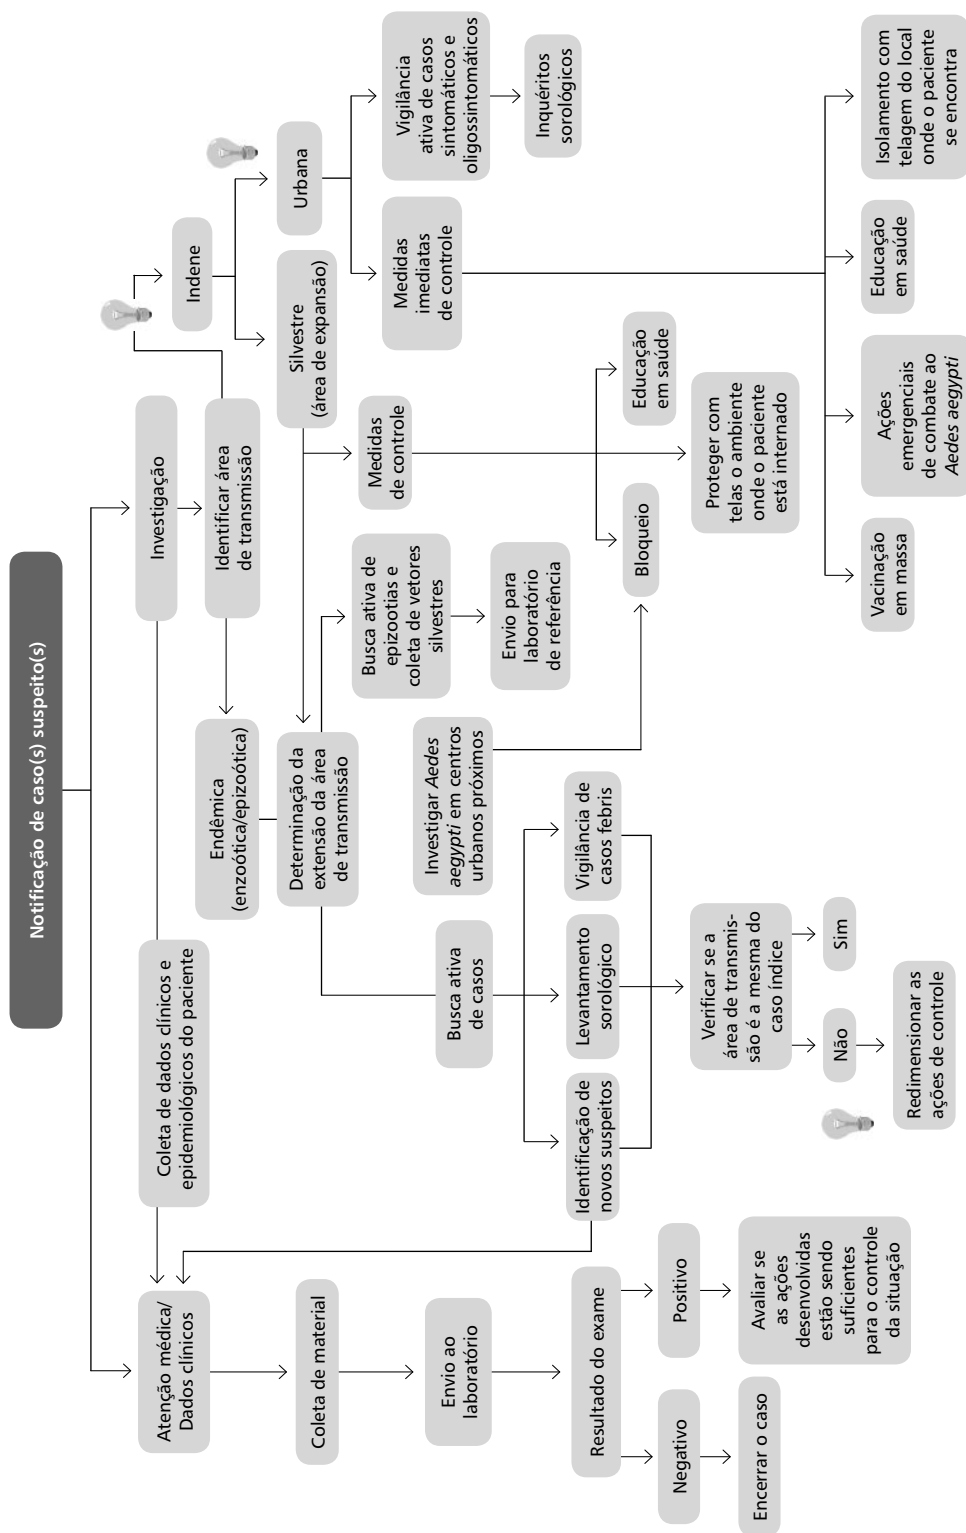 Notificação de caso(s) suspeito(s)
Atenção médica/
Dados clínicos
Coleta de dados clínicos e
epidemiológicos do paciente
Investigação
Coleta de material
Envio ao
laboratório
Resultado do exame
Negativo
Encerrar o caso
Positivo
Avaliar se
as ações
desenvolvidas
estão sendo
suficientes
para o controle
da situação
Identificar área
de transmissão
Endêmica
(enzoótica/epizoótica)
Indene
Determinação da
extensão da área
de transmissão
Silvestre
(área de expansão)
Urbana
Busca ativa
de casos
Identificação de
novos suspeitos
Levantamento
sorológico
Vigilância de
casos febris
Verificar se a
área de transmis-
são é a mesma do
caso índice
Não
Sim
Redimensionar as
ações de controle
Investigar Aedes
aegypti em centros
urbanos próximos
Busca ativa de
epizootias e
coleta de vetores
silvestres
Envio para
laboratório
de referência
Medidas
de controle
Bloqueio
Proteger com
telas o ambiente
onde o paciente
está internado
Educação
em saúde
Medidas
imediatas
de controle
Vigilância
ativa de casos
sintomáticos e
oligossintomáticos
Inquéritos
sorológicos
Vacinação
em massa
Ações
emergenciais
de combate ao
Aedes aegypti
Educação
em saúde
Isolamento com
telagem do local
onde o paciente
se encontra